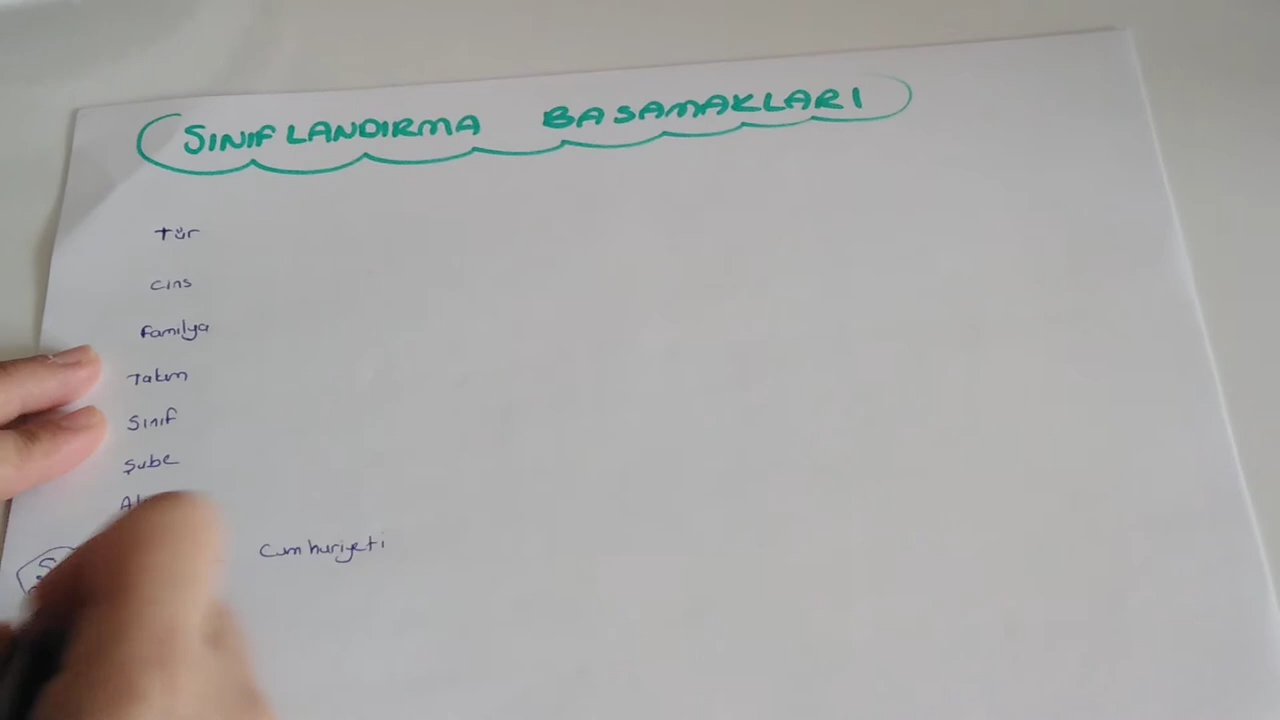 SINIFLANDIRMA BASAMAKLARI
Tür
Cins
Familya
Takım
Sınıf
Şube
Cumhuriyeti